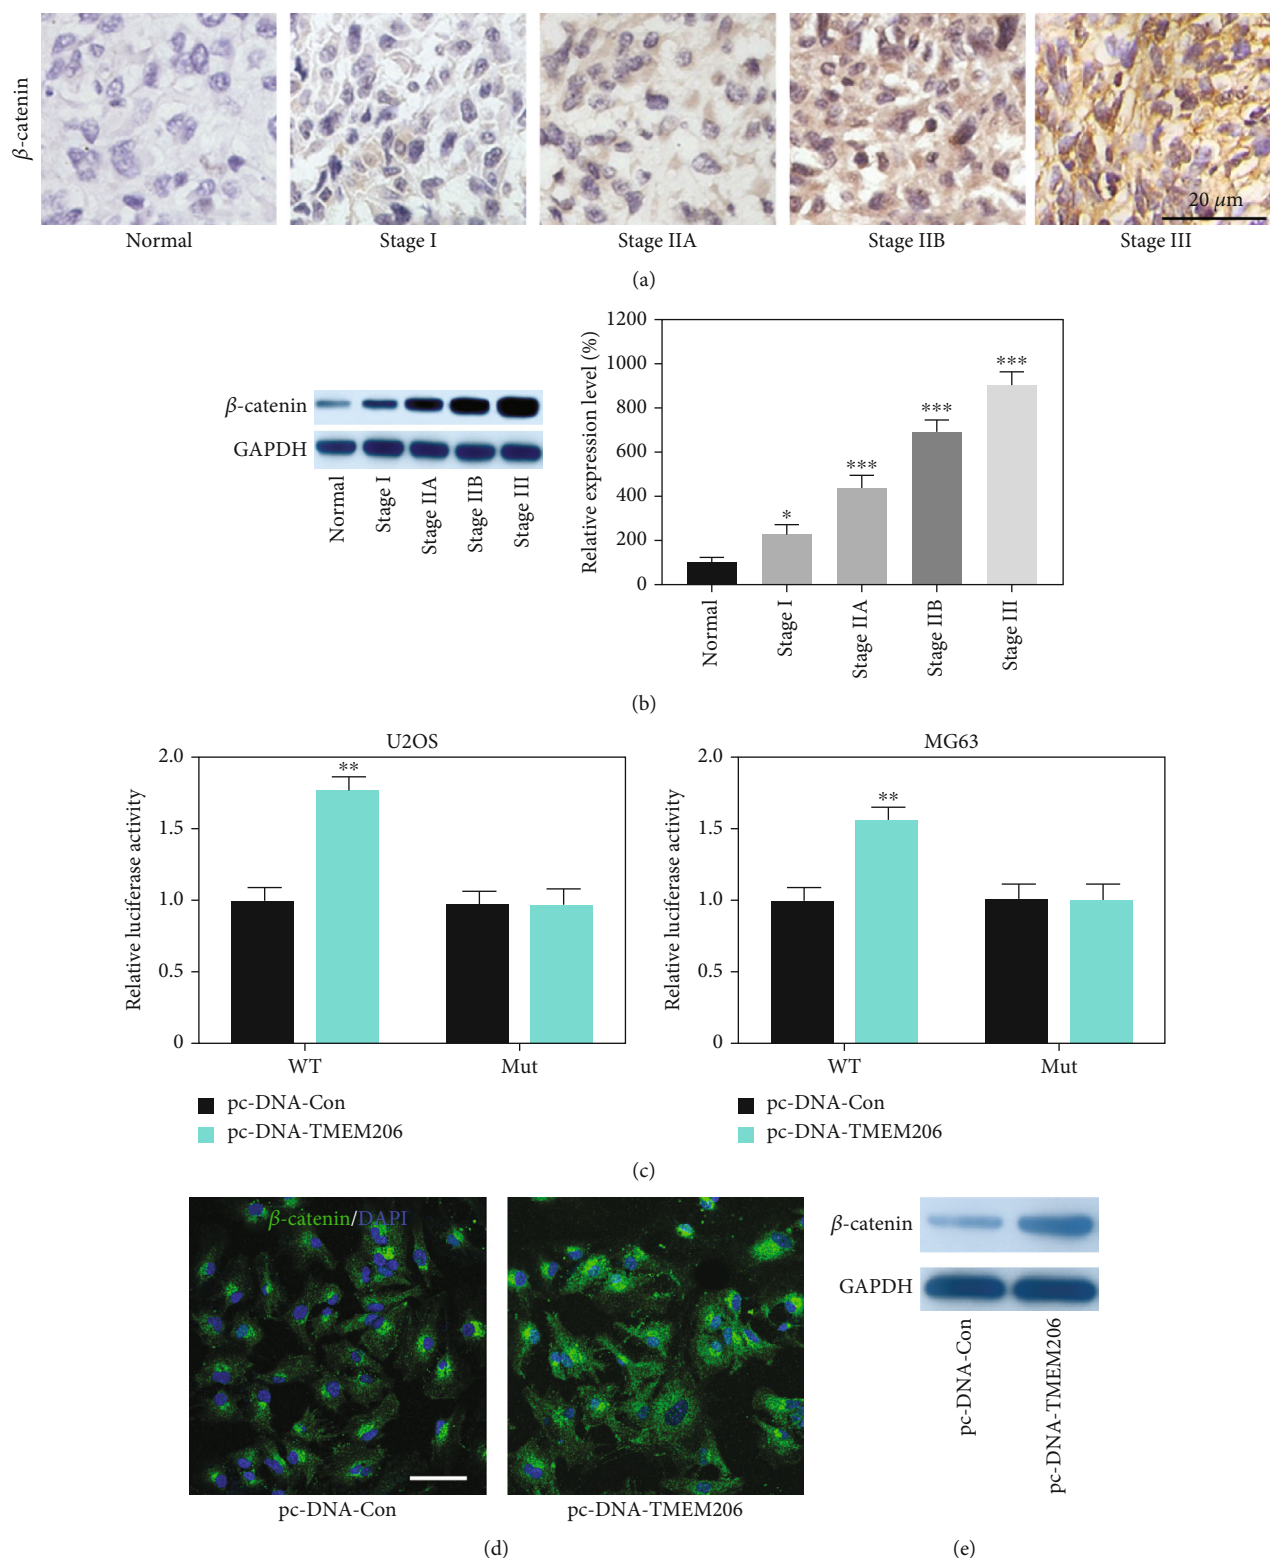 β-catenin
20 μm
Normal
Stage I
Stage IIA
Stage IIB
Stage III
(a)
β-catenin
GAPDH
Normal
Stage I
Stage IIA
Stage IIB
Stage III
Relative expression level (%)
1200
1000
800
600
400
200
0
*
***
***
***
Normal
Stage I
Stage IIA
Stage IIB
Stage III
(b)
U2OS
Relative luciferase activity
2.0
1.5
1.0
0.5
0
**
WT
Mut
pc-DNA-Con
pc-DNA-TMEM206
MG63
Relative luciferase activity
2.0
1.5
1.0
0.5
0
**
WT
Mut
pc-DNA-Con
pc-DNA-TMEM206
(c)
β-catenin/DAPI
pc-DNA-Con
pc-DNA-TMEM206
(d)
β-catenin
GAPDH
pc-DNA-Con
pc-DNA-TMEM206
(e)